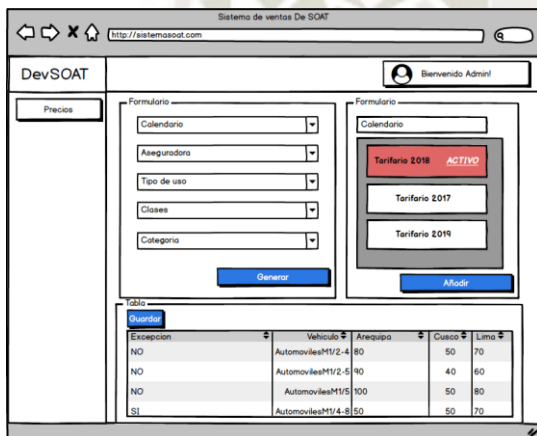 Sistema de ventas De SOAT
http://sistemasoat.com
DevSOAT
Bienvenido Admin!
Precios
Formulario
Calendario
Aseguradora
Tipo de uso
Clases
Categoria
Generar
Formulario
Calendario
Tarifario 2018 ACTIVO
Tarifario 2017
Tarifario 2019
Añadir
Tabla
Guardar
Excepcion Vehiculo Arequipa Cusco Lima
NO AutomovilesM1/2-4 80 50 70
NO AutomovilesM1/2-5 90 40 60
NO AutomovilesM1/5 100 50 80
SI AutomovilesM1/4-8 50 50 70